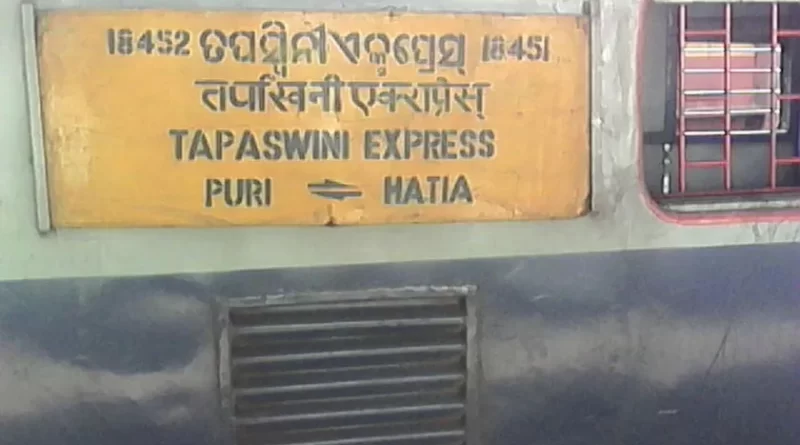 18452 ତପସ୍ୱିନୀ ଏକ୍ସପ୍ରେସ୍ 18451
तपस्विनी एक्सप्रेस्
TAPASWINI EXPRESS
PURI HATIA